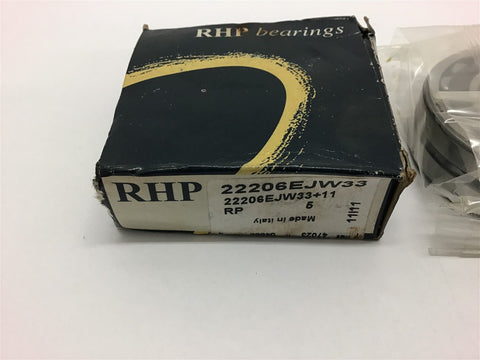 RHP bearings
RHP
22206EJW33
22206EJW33+11
RP 5
Made in italy
11/11